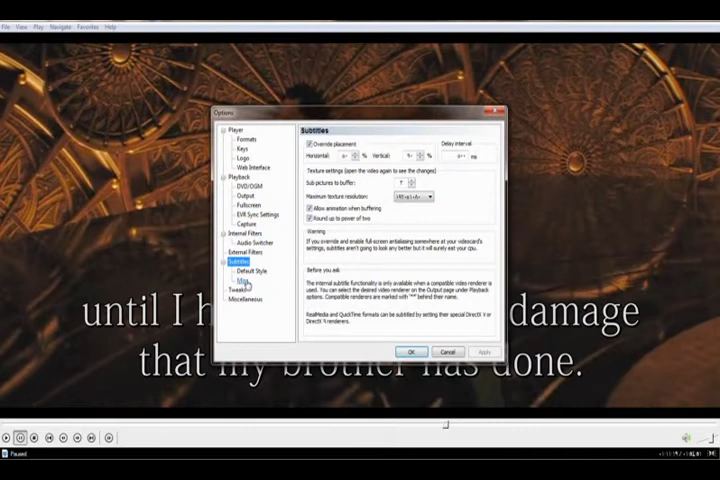 File View Play Navigate Favorites Help
Options
Player
Formats
Keys
Logo
Web Interface
Playback
DVD/OGM
Output
Fullscreen
EVR Sync Settings
Capture
Internal Filters
Audio Switcher
External Filters
Subtitles
Default Style
Misc
Tweaks
Miscellaneous
Subtitles
Override placement
Delay interval
Horizontal: % Vertical: % ms
Texture settings (open the video again to see the changes)
Sub pictures to buffer:
Maximum texture resolution:
Allow animation when buffering
Round up to power of two
Warning
If you override and enable full-screen antialiasing somewhere at your videocard's
settings, subtitles aren't going to look any better but it will surely eat your cpu.
Before you ask
The internal subtitle functionality is only available when a compatible video renderer is
used. You can select the desired video renderer on the Output page under Playback
options. Compatible renderers are marked with "*" behind their name.
RealMedia and QuickTime formats can be subtitled by setting their special DirectX
DirectX renderers.
OK Cancel Apply
until I damage
that my brother has done.
Paused